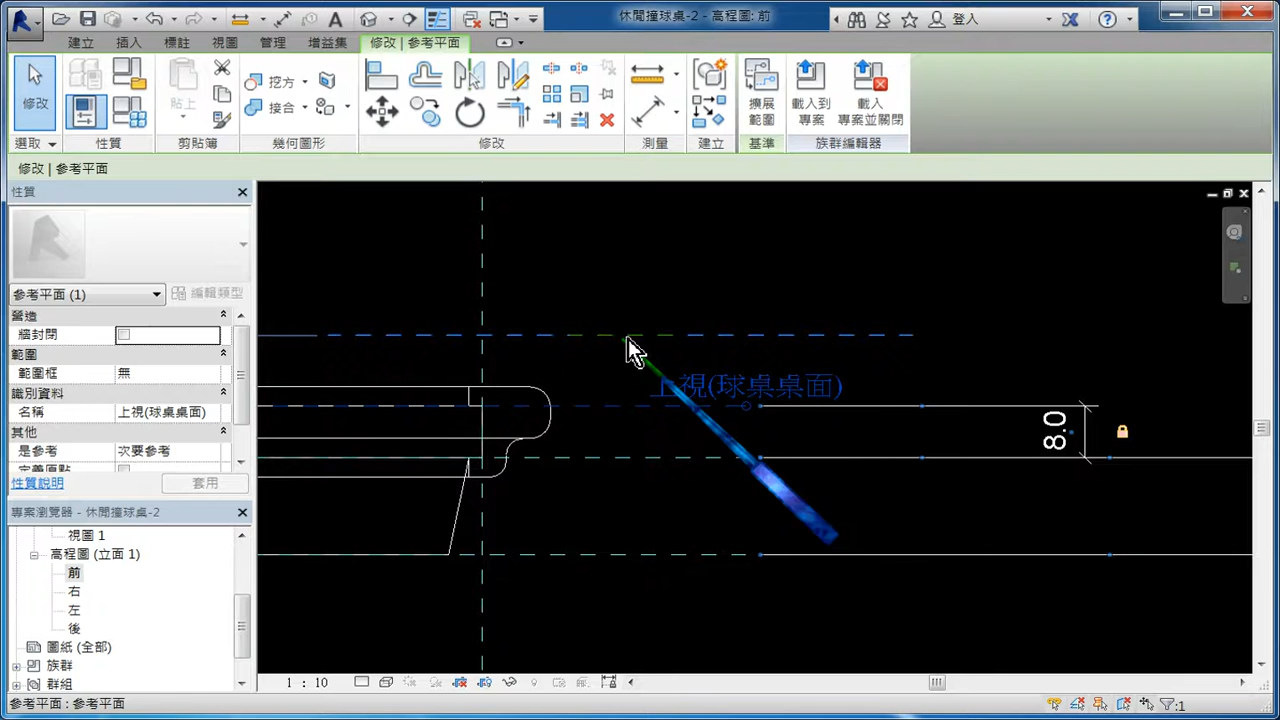 休閒撞球桌-2 - 高程圖: 前
登入
建立
插入
標註
視圖
管理
增益集
修改 | 參考平面
修改
貼上
挖方
接合
擴展
範圍
載入到
專案
載入
專案並關閉
選取
性質
剪貼簿
幾何圖形
修改
測量
建立
基準
族群編輯器
修改 | 參考平面
性質
參考平面 (1)
編輯類型
營造
牆封閉
範圍
範圍框
無
識別資料
名稱
上視(球桌桌面)
其他
是參考
次要參考
定義原點
性質說明
套用
專案瀏覽器 - 休閒撞球桌-2
視圖 1
高程圖 (立面 1)
前
右
左
後
圖紙 (全部)
族群
群組
上視(球桌桌面)
8.0
1 : 10
參考平面 : 參考平面
:1